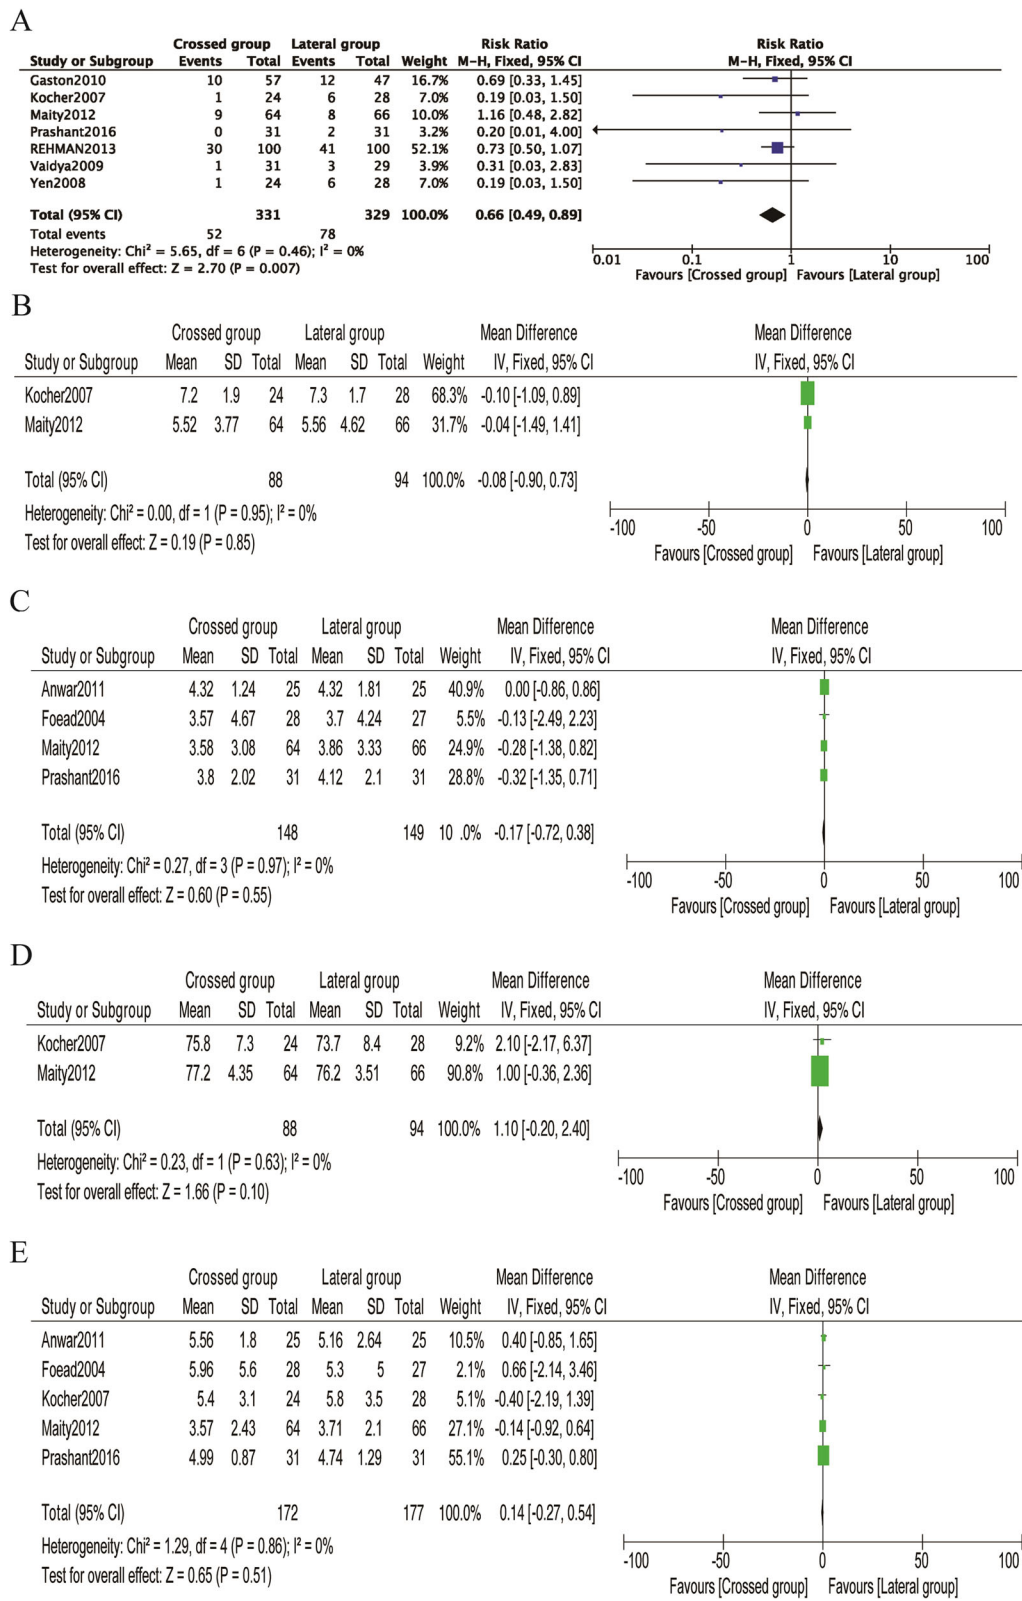 A
Crossed group Lateral group Risk Ratio Risk Ratio
Study or Subgroup Events Total Events Total Weight M-H, Fixed, 95% CI M-H, Fixed, 95% CI
Gaston2010 10 57 12 47 16.7% 0.69 [0.33, 1.45]
Kocher2007 1 24 6 28 7.0% 0.19 [0.03, 1.50]
Maity2012 9 64 8 66 10.0% 1.16 [0.48, 2.82]
Prashant2016 0 31 2 31 3.2% 0.20 [0.01, 4.00]
REHMAN2013 30 100 41 100 52.1% 0.73 [0.50, 1.07]
Vaidya2009 1 31 3 29 3.9% 0.31 [0.03, 2.83]
Yen2008 1 24 6 28 7.0% 0.19 [0.03, 1.50]
Total (95% CI) 331 329 100.0% 0.66 [0.49, 0.89]
Total events 52 78
Heterogeneity: Chi² = 5.65, df = 6 (P = 0.46); I² = 0%
Test for overall effect: Z = 2.70 (P = 0.007)
0.01 0.1 1 10 100
Favours [Crossed group] Favours [Lateral group]
B
Crossed group Lateral group Mean Difference Mean Difference
Study or Subgroup Mean SD Total Mean SD Total Weight IV, Fixed, 95% CI IV, Fixed, 95% CI
Kocher2007 7.2 1.9 24 7.3 1.7 28 68.3% -0.10 [-1.09, 0.89]
Maity2012 5.52 3.77 64 5.56 4.62 66 31.7% -0.04 [-1.49, 1.41]
Total (95% CI) 88 94 100.0% -0.08 [-0.90, 0.73]
Heterogeneity: Chi² = 0.00, df = 1 (P = 0.95); I² = 0%
Test for overall effect: Z = 0.19 (P = 0.85)
-100 -50 0 50 100
Favours [Crossed group] Favours [Lateral group]
C
Crossed group Lateral group Mean Difference Mean Difference
Study or Subgroup Mean SD Total Mean SD Total Weight IV, Fixed, 95% CI IV, Fixed, 95% CI
Anwar2011 4.32 1.24 25 4.32 1.81 25 40.9% 0.00 [-0.86, 0.86]
Foead2004 3.57 4.67 28 3.7 4.24 27 5.5% -0.13 [-2.49, 2.23]
Maity2012 3.58 3.08 64 3.86 3.33 66 24.9% -0.28 [-1.38, 0.82]
Prashant2016 3.8 2.02 31 4.12 2.1 31 28.8% -0.32 [-1.35, 0.71]
Total (95% CI) 148 149 10 .0% -0.17 [-0.72, 0.38]
Heterogeneity: Chi² = 0.27, df = 3 (P = 0.97); I² = 0%
Test for overall effect: Z = 0.60 (P = 0.55)
-100 -50 0 50 100
Favours [Crossed group] Favours [Lateral group]
D
Crossed group Lateral group Mean Difference Mean Difference
Study or Subgroup Mean SD Total Mean SD Total Weight IV, Fixed, 95% CI IV, Fixed, 95% CI
Kocher2007 75.8 7.3 24 73.7 8.4 28 9.2% 2.10 [-2.17, 6.37]
Maity2012 77.2 4.35 64 76.2 3.51 66 90.8% 1.00 [-0.36, 2.36]
Total (95% CI) 88 94 100.0% 1.10 [-0.20, 2.40]
Heterogeneity: Chi² = 0.23, df = 1 (P = 0.63); I² = 0%
Test for overall effect: Z = 1.66 (P = 0.10)
-100 -50 0 50 100
Favours [Crossed group] Favours [Lateral group]
E
Crossed group Lateral group Mean Difference Mean Difference
Study or Subgroup Mean SD Total Mean SD Total Weight IV, Fixed, 95% CI IV, Fixed, 95% CI
Anwar2011 5.56 1.8 25 5.16 2.64 25 10.5% 0.40 [-0.85, 1.65]
Foead2004 5.96 5.6 28 5.3 5 27 2.1% 0.66 [-2.14, 3.46]
Kocher2007 5.4 3.1 24 5.8 3.5 28 5.1% -0.40 [-2.19, 1.39]
Maity2012 3.57 2.43 64 3.71 2.1 66 27.1% -0.14 [-0.92, 0.64]
Prashant2016 4.99 0.87 31 4.74 1.29 31 55.1% 0.25 [-0.30, 0.80]
Total (95% CI) 172 177 100.0% 0.14 [-0.27, 0.54]
Heterogeneity: Chi² = 1.29, df = 4 (P = 0.86); I² = 0%
Test for overall effect: Z = 0.65 (P = 0.51)
-100 -50 0 50 100
Favours [Crossed group] Favours [Lateral group]